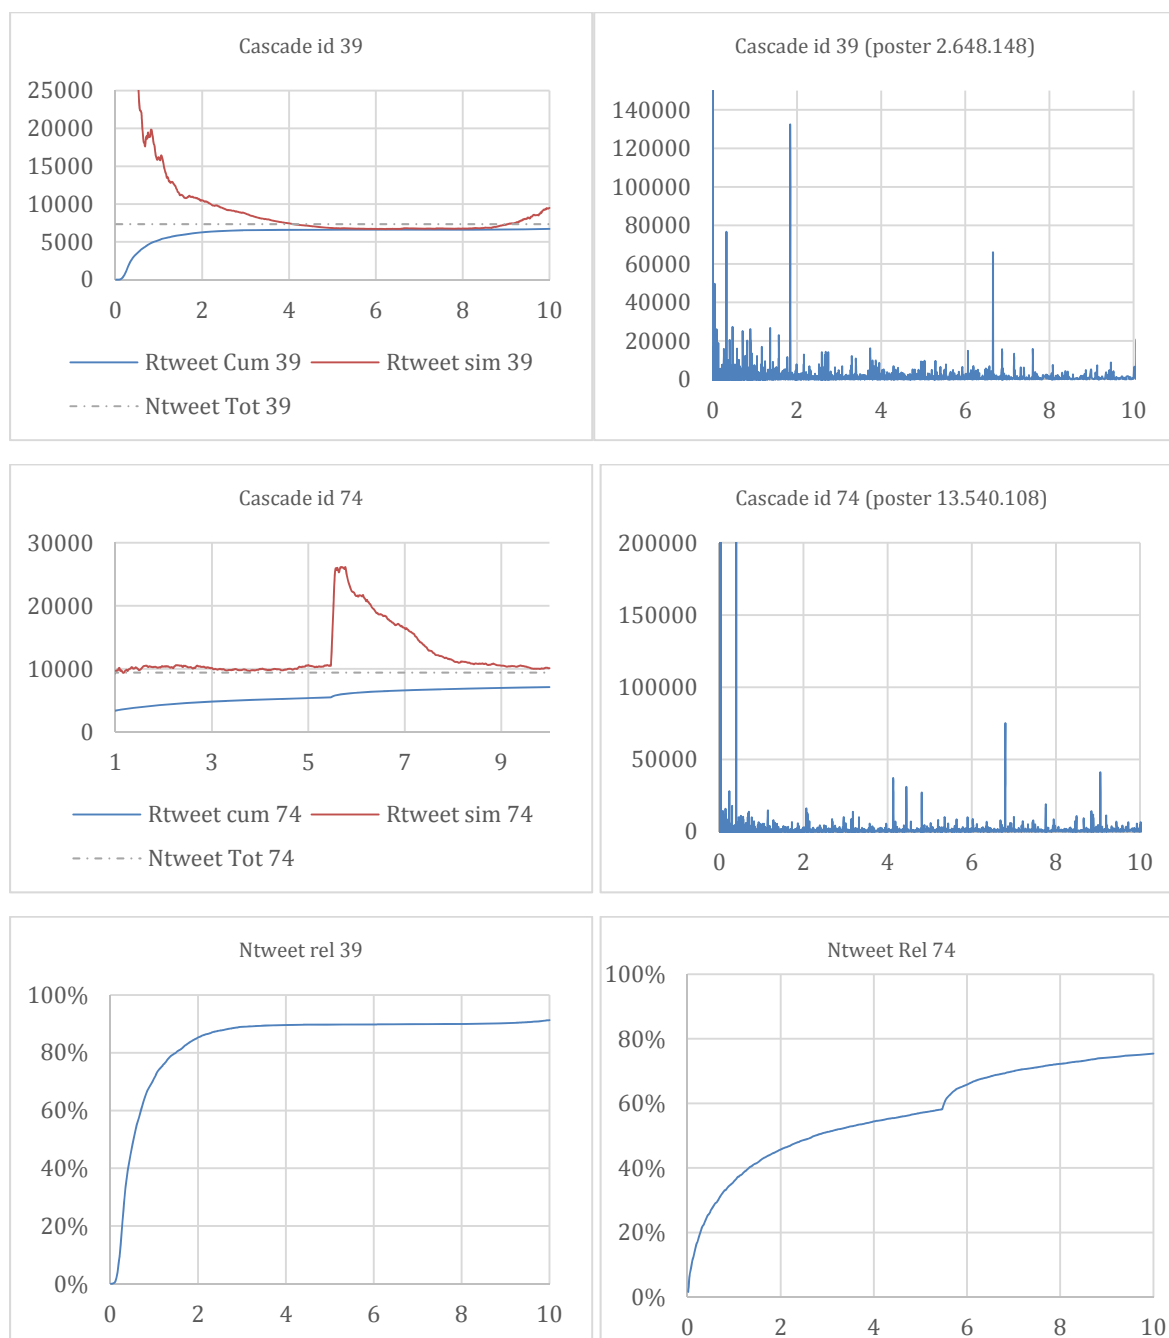 Cascade id 39
25000
20000
15000
10000
5000
0
0 2 4 6 8 10
Rtweet Cum 39 Rtweet sim 39
Ntweet Tot 39
Cascade id 39 (poster 2.648.148)
140000
120000
100000
80000
60000
40000
20000
0
0 2 4 6 8 10
Cascade id 74
30000
20000
10000
0
1 3 5 7 9
Rtweet cum 74 Rtweet sim 74
Ntweet Tot 74
Cascade id 74 (poster 13.540.108)
200000
150000
100000
50000
0
0 2 4 6 8 10
Ntweet rel 39
100%
80%
60%
40%
20%
0%
0 2 4 6 8 10
Ntweet Rel 74
100%
80%
60%
40%
20%
0%
0 2 4 6 8 10